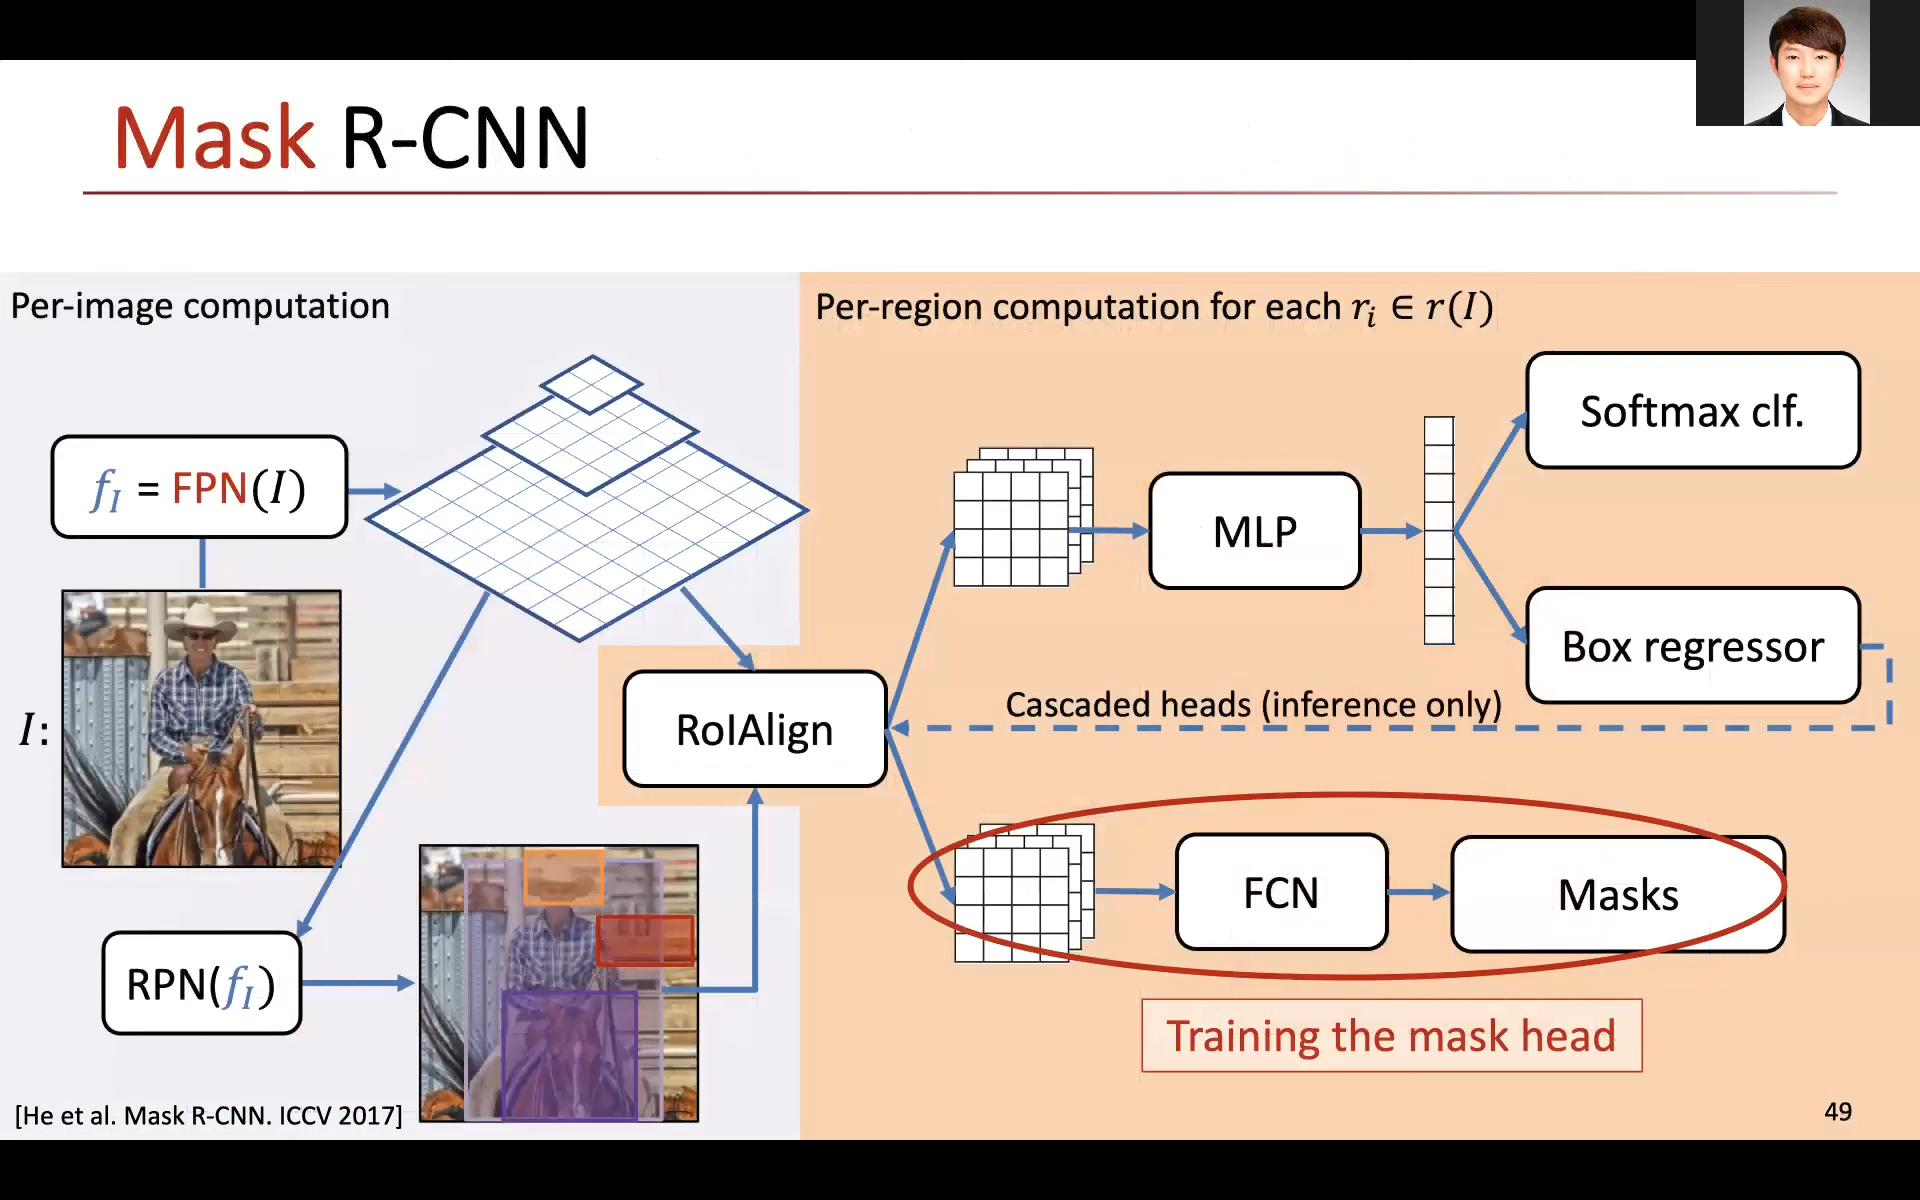 Mask R-CNN
Per-image computation
Per-region computation for each rᵢ ∈ r(I)
f_I = FPN(I)
I:
RPN(f_I)
RoIAlign
MLP
Softmax clf.
Box regressor
Cascaded heads (inference only)
FCN
Masks
Training the mask head
[He et al. Mask R-CNN. ICCV 2017]
49